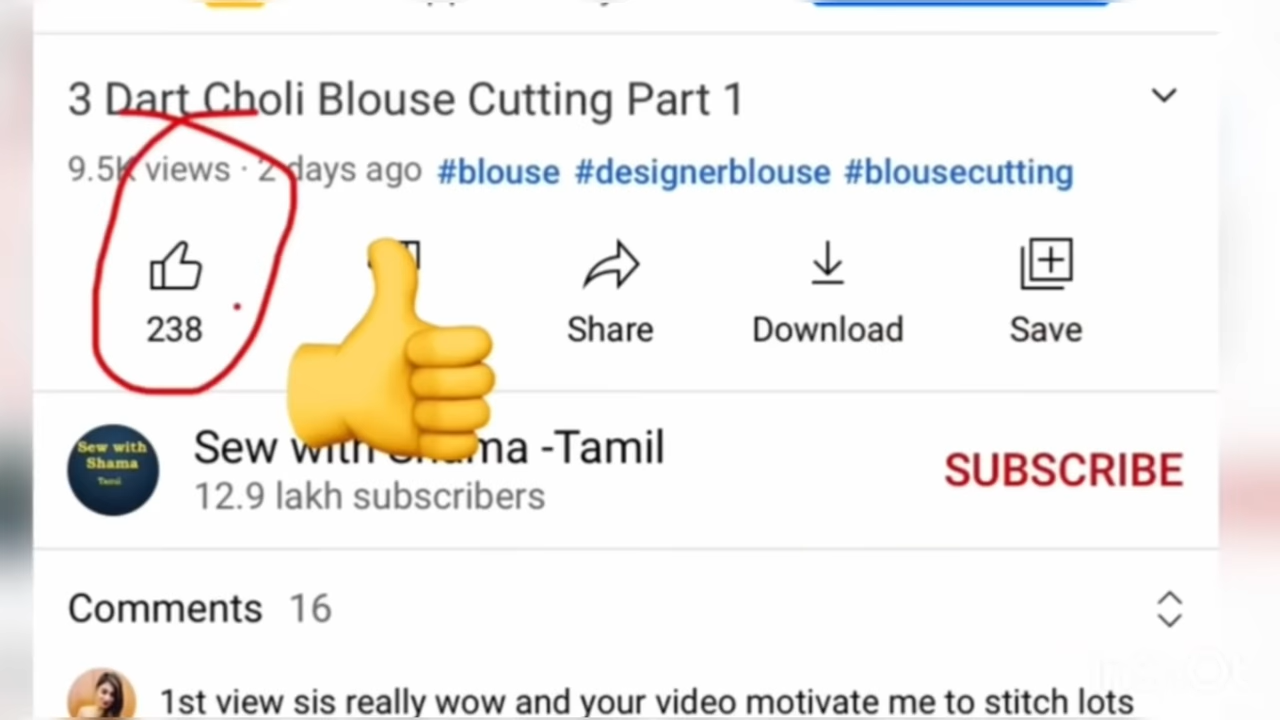 3 Dart Choli Blouse Cutting Part 1
9.5K views · 2 days ago #blouse #designerblouse #blousecutting
238
Share
Download
Save
Sew with Shama Tamil
Sew with Shama -Tamil
12.9 lakh subscribers
SUBSCRIBE
Comments 16
1st view sis really wow and your video motivate me to stitch lots